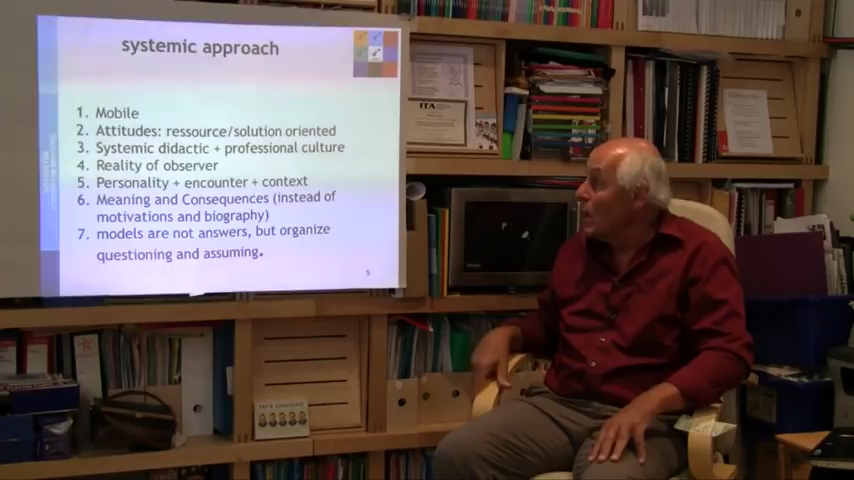 systemic approach
1. Mobile
2. Attitudes: ressource/solution oriented
3. Systemic didactic + professional culture
4. Reality of observer
5. Personality + encounter + context
6. Meaning and Consequences (instead of
motivations and biography)
7. models are not answers, but organize
questioning and assuming.
5
ITA